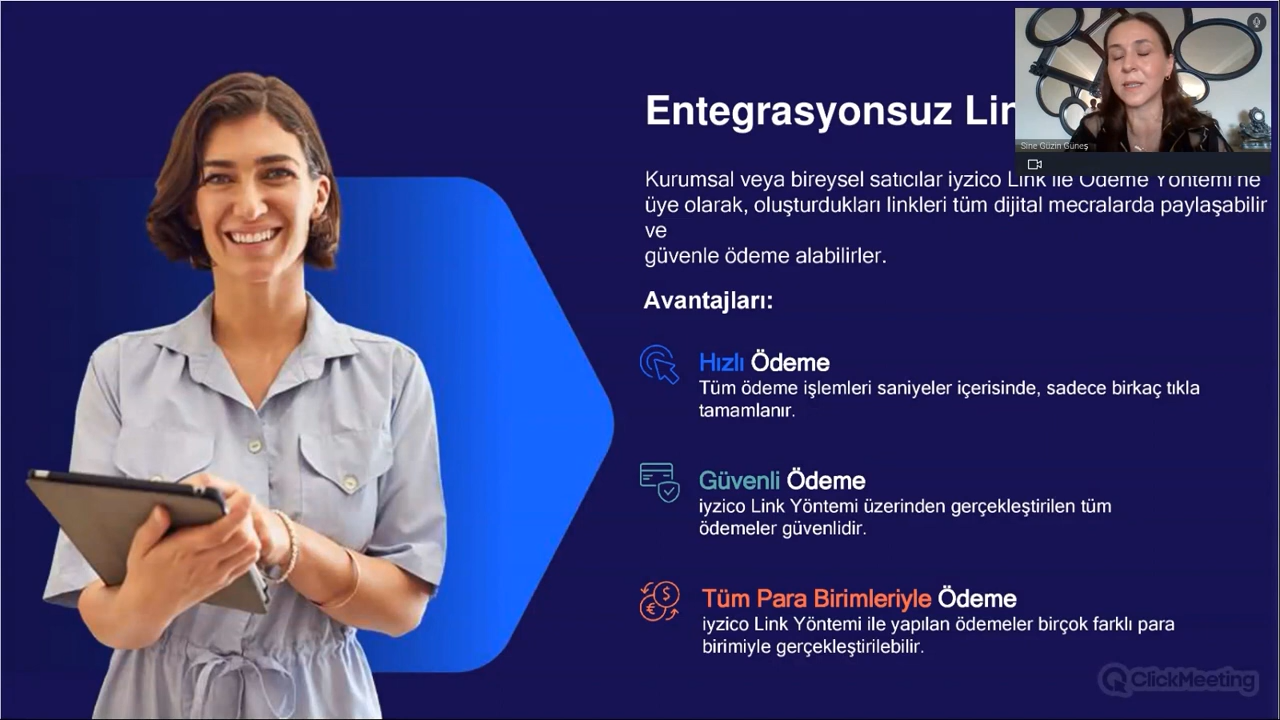 Entegrasyonsuz
Sine Güzin Güneş
Kurumsal veya bireysel satıcılar iyzico Link ile Ödeme Yöntemi'ne
üye olarak, oluşturdukları linkleri tüm dijital mecralarda paylaşabilir
ve
güvenle ödeme alabilirler.
Avantajları:
Hızlı Ödeme
Tüm ödeme işlemleri saniyeler içerisinde, sadece birkaç tıkla
tamamlanır.
Güvenli Ödeme
iyzico Link Yöntemi üzerinden gerçekleştirilen tüm
ödemeler güvenlidir.
Tüm Para Birimleriyle Ödeme
iyzico Link Yöntemi ile yapılan ödemeler birçok farklı para
birimiyle gerçekleştirilebilir.
ClickMeeting